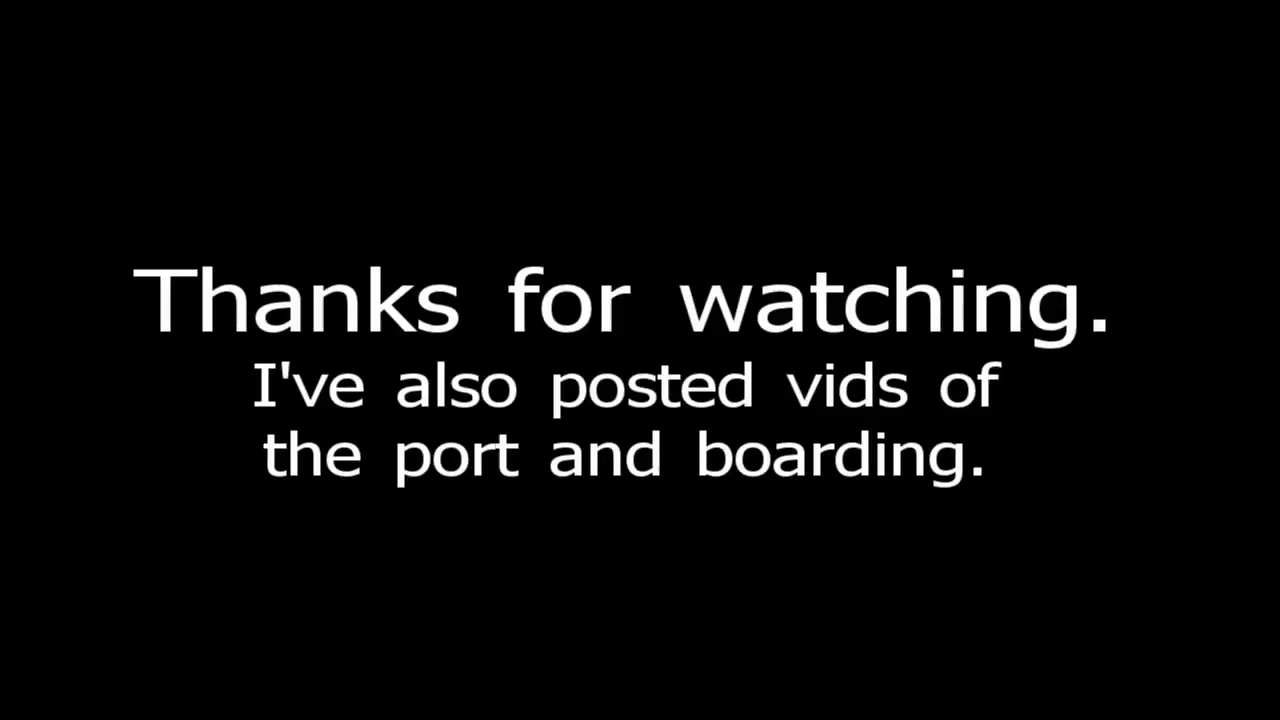 Thanks for watching.
I've also posted vids of
the port and boarding.